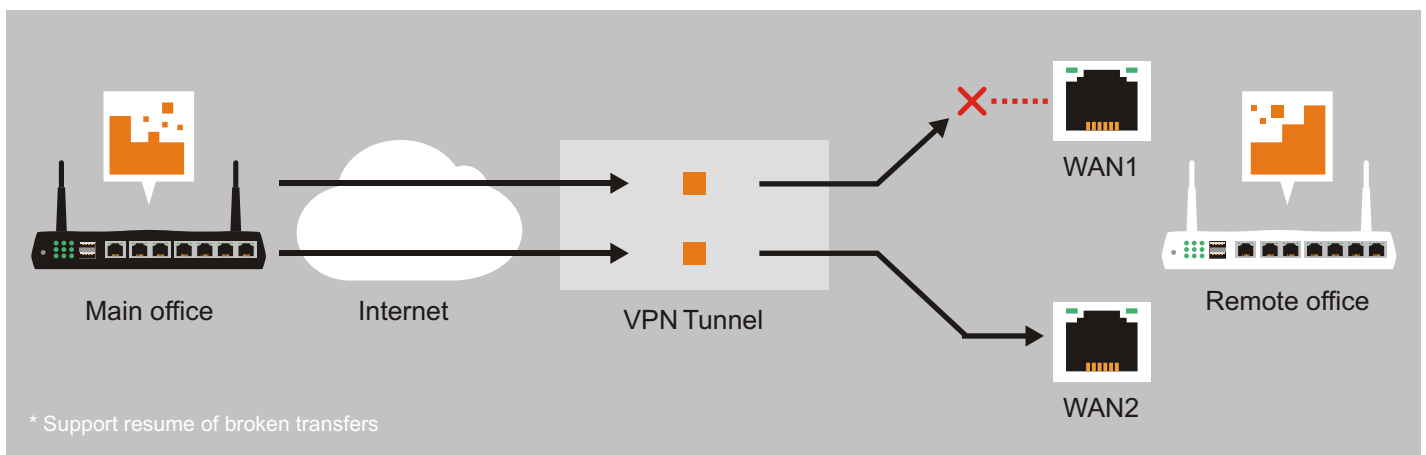 WAN1
Main office
Internet
VPN Tunnel
Remote office
WAN2
* Support resume of broken transfers